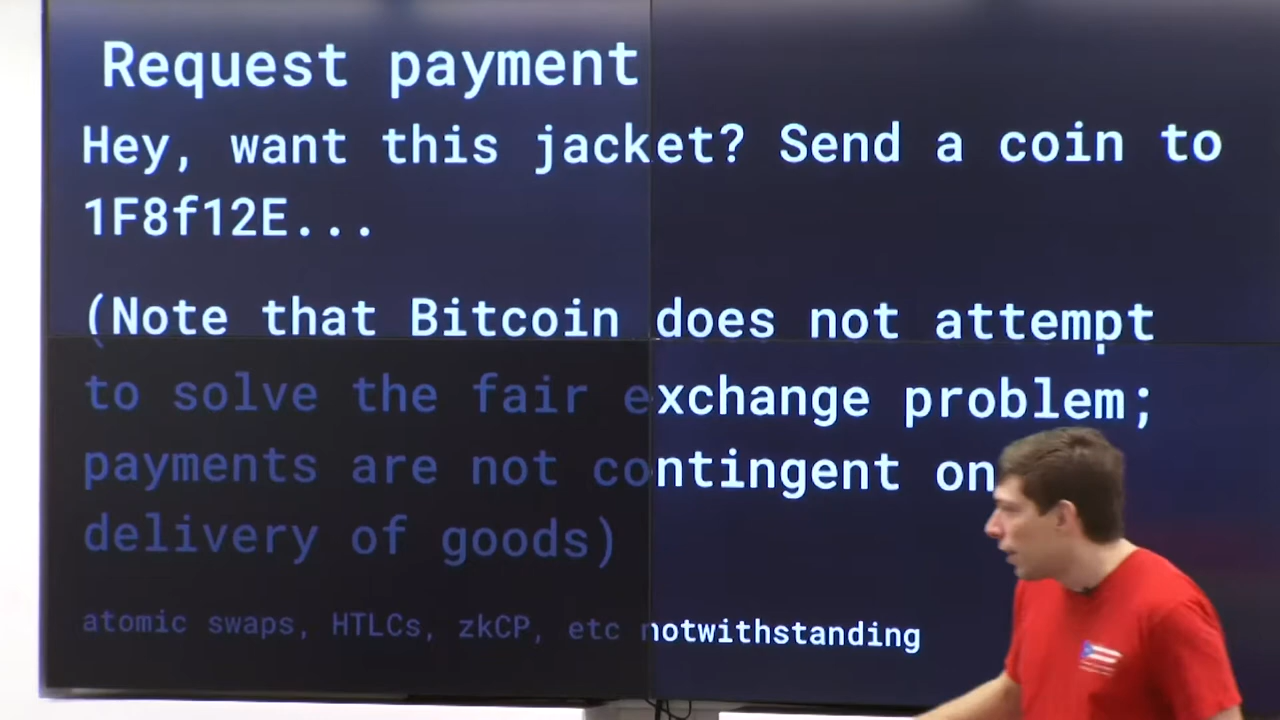 Request payment
Hey, want this jacket? Send a coin to
1F8f12E...
(Note that Bitcoin does not attempt
to solve the fair exchange problem;
payments are not contingent on
delivery of goods)
atomic swaps, HTLCs, zkCP, etc notwithstanding